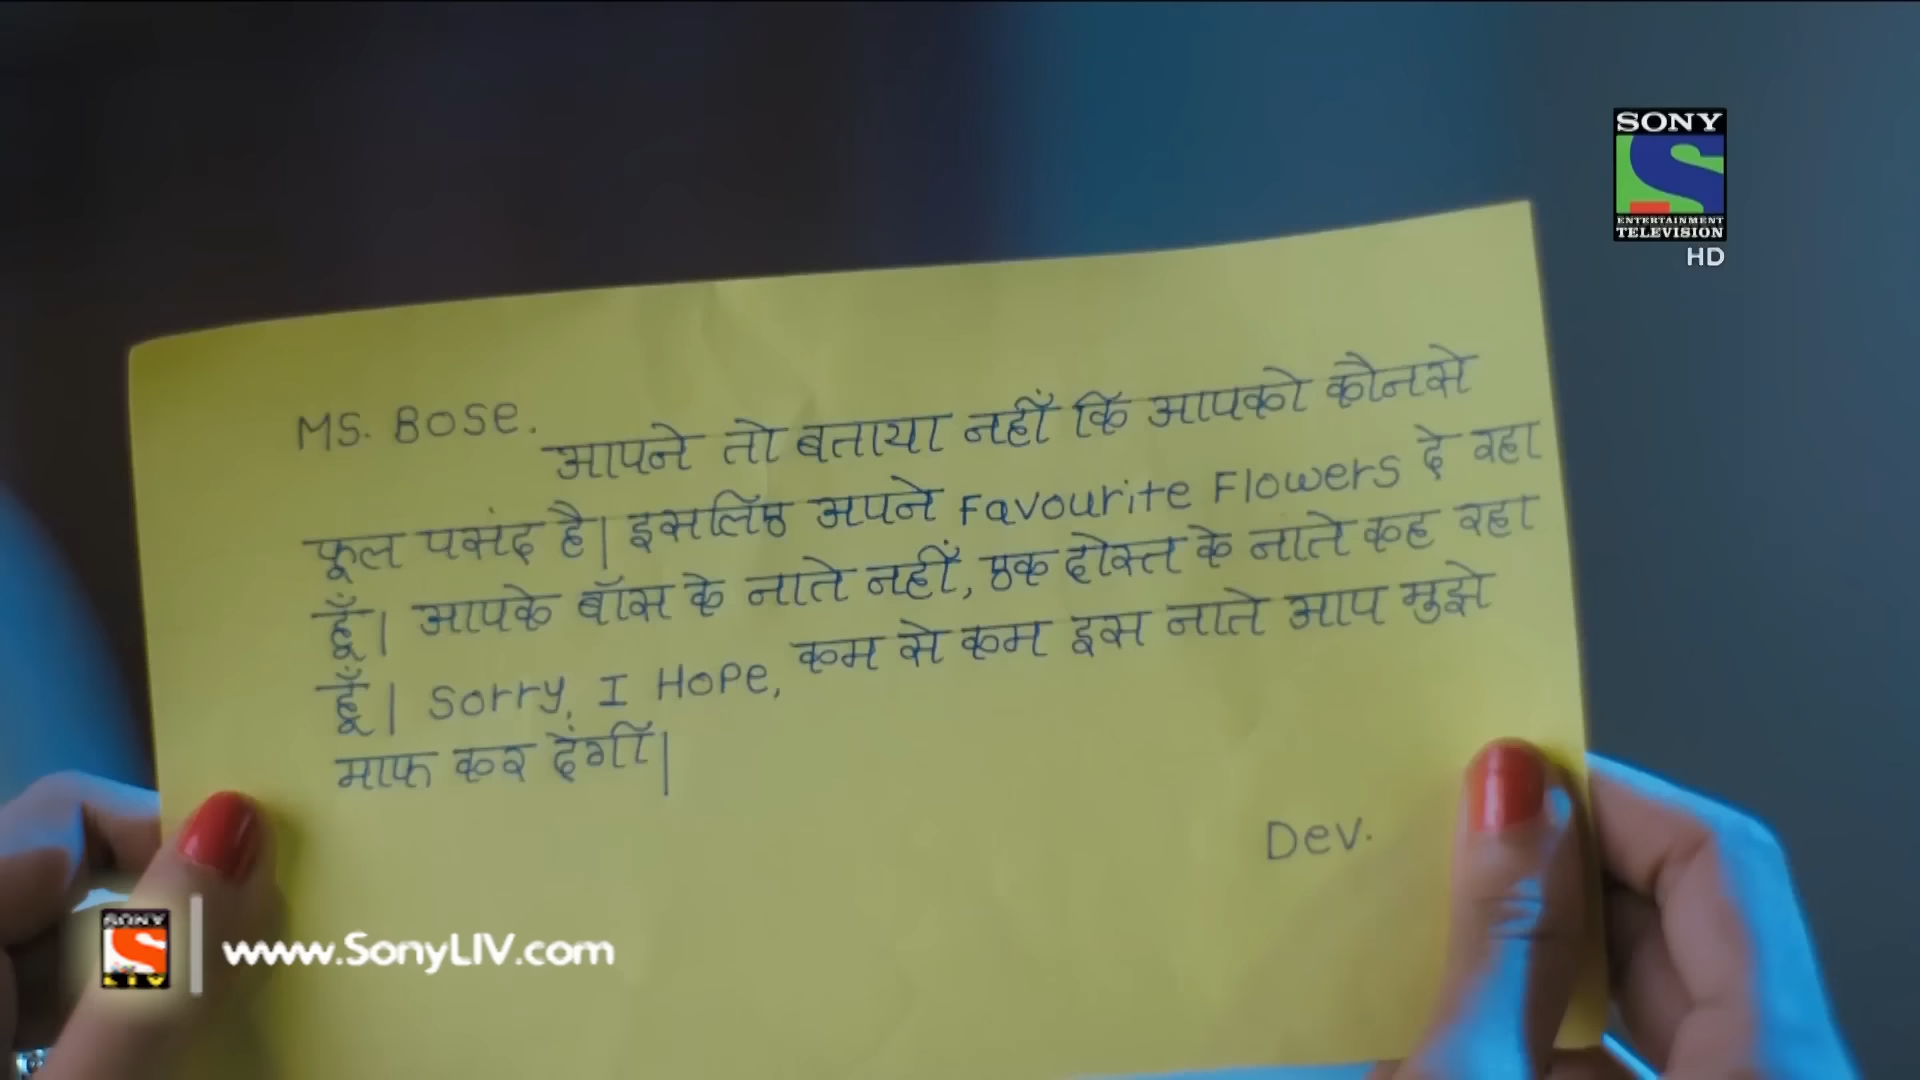 SONY
ENTERTAINMENT
TELEVISION
HD
MS. BOSE.
आपने तो बताया नहीं कि आपको कौनसे
फूल पसंद है। इसलिए अपने Favourite Flowers दे रहा
हूँ। आपके बॉस के नाते नहीं, एक दोस्त के नाते कह रहा
हूँ। Sorry, I Hope, कम से कम इस नाते आप मुझे
माफ कर देंगी।
Dev.
SONY
LIV
www.SonyLIV.com